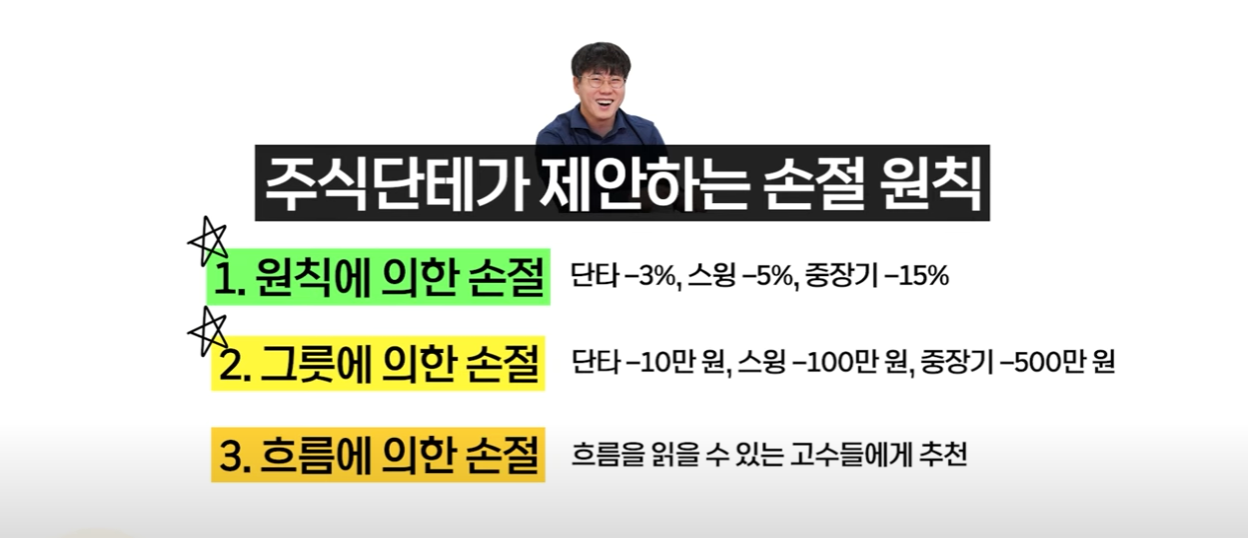 주식단테가 제안하는 손절 원칙
1. 원칙에 의한 손절 단타 –3%, 스윙 –5%, 중장기 –15%
2. 그릇에 의한 손절 단타 –10만 원, 스윙 –100만 원, 중장기 –500만 원
3. 흐름에 의한 손절 흐름을 읽을 수 있는 고수들에게 추천